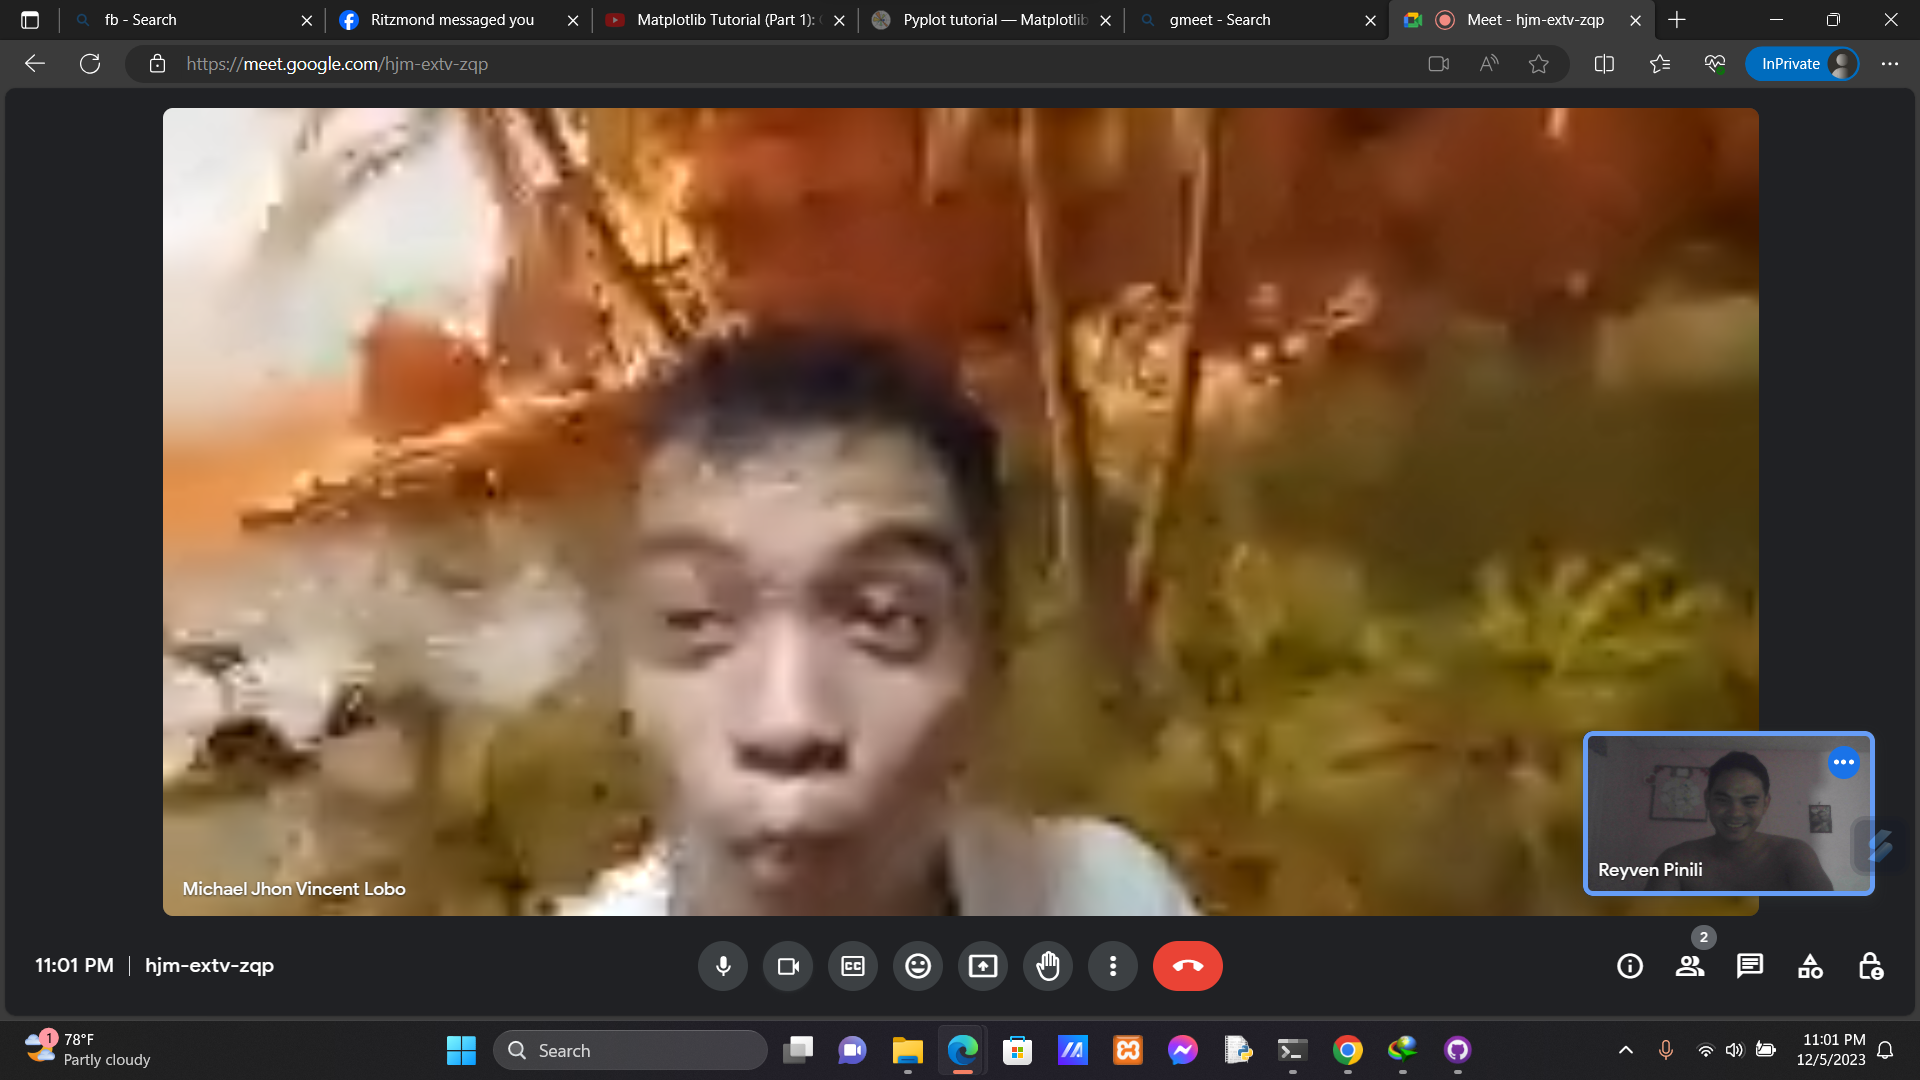 fb - Search
Ritzmond messaged you
Matplotlib Tutorial (Part 1):
Pyplot tutorial — Matplotlib
gmeet - Search
Meet - hjm-extv-zqp
https://meet.google.com/hjm-extv-zqp
InPrivate
Michael Jhon Vincent Lobo
Reyven Pinili
2
11:01 PM | hjm-extv-zqp
CC
1
78°F
Partly cloudy
Search
11:01 PM
12/5/2023